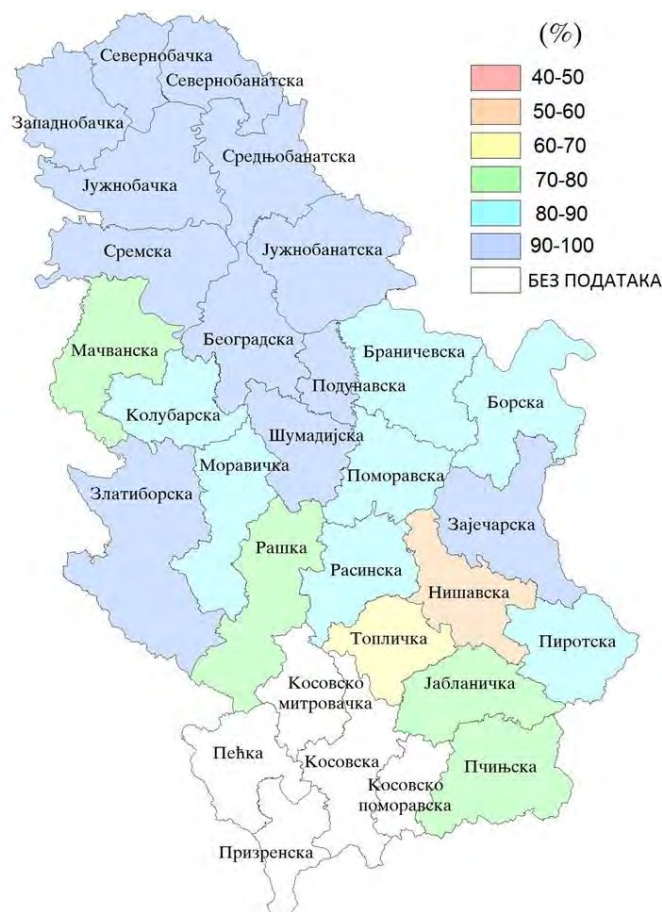 (%)
40-50
50-60
60-70
70-80
80-90
90-100
БЕЗ ПОДАТАКА
Севернобачка
Севернобанатска
Западнобачка
Средњобанатска
Јужнобачка
Сремска
Јужнобанатска
Београдска
Мачванска
Браничевска
Подунавска
Борска
Колубарска
Шумадијска
Моравичка
Поморавска
Златиборска
Зајечарска
Рашка
Расинска
Нишавска
Топличка
Пиротска
Јабланичка
Косовско
митровачка
Пећка
Косовска
Пчињска
Косовско
поморавска
Призренска